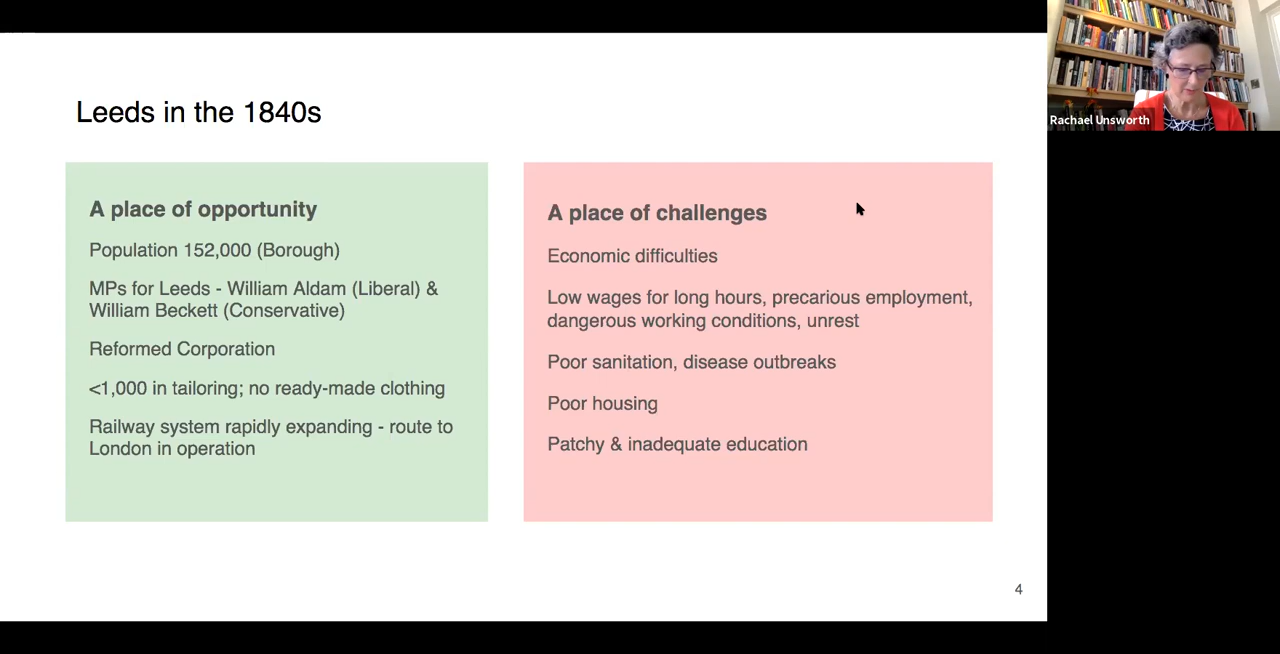 Leeds in the 1840s
A place of opportunity
Population 152,000 (Borough)
MPs for Leeds - William Aldam (Liberal) &
William Beckett (Conservative)
Reformed Corporation
<1,000 in tailoring; no ready-made clothing
Railway system rapidly expanding - route to
London in operation
A place of challenges
Economic difficulties
Low wages for long hours, precarious employment,
dangerous working conditions, unrest
Poor sanitation, disease outbreaks
Poor housing
Patchy & inadequate education
4
Rachael Unsworth